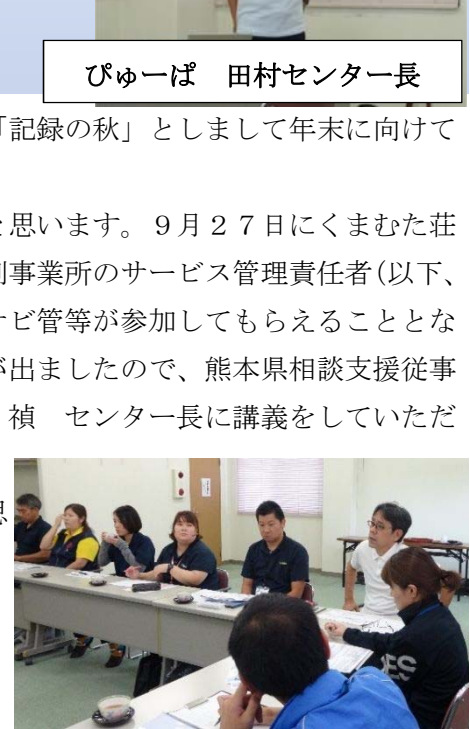 ぴゅーぱ　田村センター長
「記録の秋」としまして年末に向けて
と思います。９月２７日にくまむた荘
別事業所のサービス管理責任者(以下、
サビ管等が参加してもらえることとな
が出ましたので、熊本県相談支援従事
禎　センター長に講義をしていただ
思